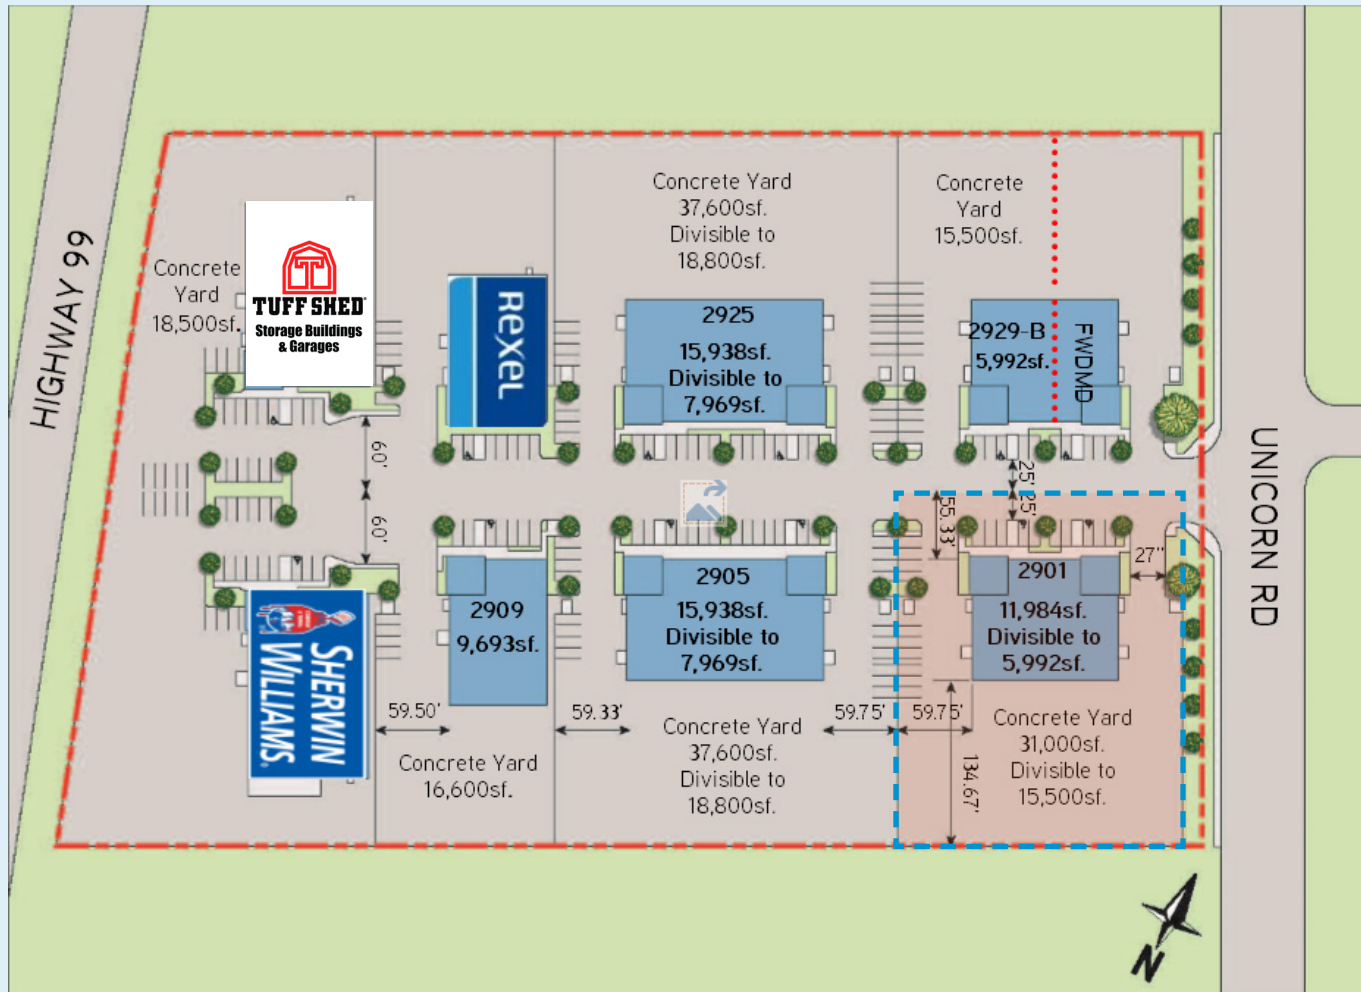 HIGHWAY 99
UNICORN RD
Concrete
Yard
18,500sf.
TUFF SHED
Storage Buildings
& Garages
REXEL
Concrete Yard
37,600sf.
Divisible to
18,800sf.
2925
15,938sf.
Divisible to
7,969sf.
Concrete
Yard
15,500sf.
2929-B
5,992sf.
FWDMD
60'
60'
25'
25'
55.33'
27"
SHERWIN
WILLIAMS.
2909
9,693sf.
59.50'
Concrete Yard
16,600sf.
2905
15,938sf.
Divisible to
7,969sf.
59.33'
59.75'
Concrete Yard
37,600sf.
Divisible to
18,800sf.
2901
11,984sf.
Divisible to
5,992sf.
59.75'
134.67'
Concrete Yard
31,000sf.
Divisible to
15,500sf.
N